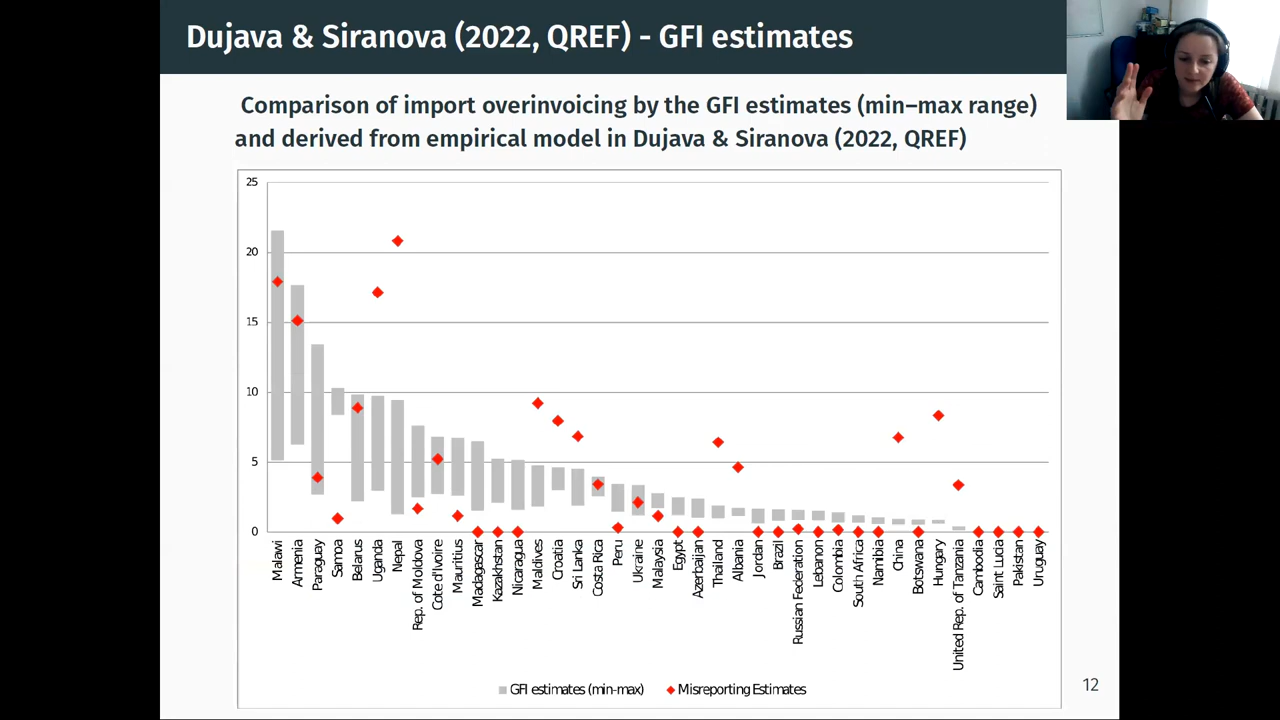 Dujava & Siranova (2022, QREF) - GFI estimates
Comparison of import overinvoicing by the GFI estimates (min–max range)
and derived from empirical model in Dujava & Siranova (2022, QREF)
25
20
15
10
5
0
Malawi
Armenia
Paraguay
Samoa
Belarus
Uganda
Nepal
Rep. of Moldova
Cote d'Ivoire
Mauritius
Madagascar
Kazakhstan
Nicaragua
Maldives
Croatia
Sri Lanka
Costa Rica
Peru
Ukraine
Malaysia
Egypt
Azerbaijan
Thailand
Albania
Jordan
Brazil
Russian Federation
Lebanon
Colombia
South Africa
Namibia
China
Botswana
Hungary
United Rep. of Tanzania
Cambodia
Saint Lucia
Pakistan
Uruguay
GFI estimates (min-max)
Misreporting Estimates
12